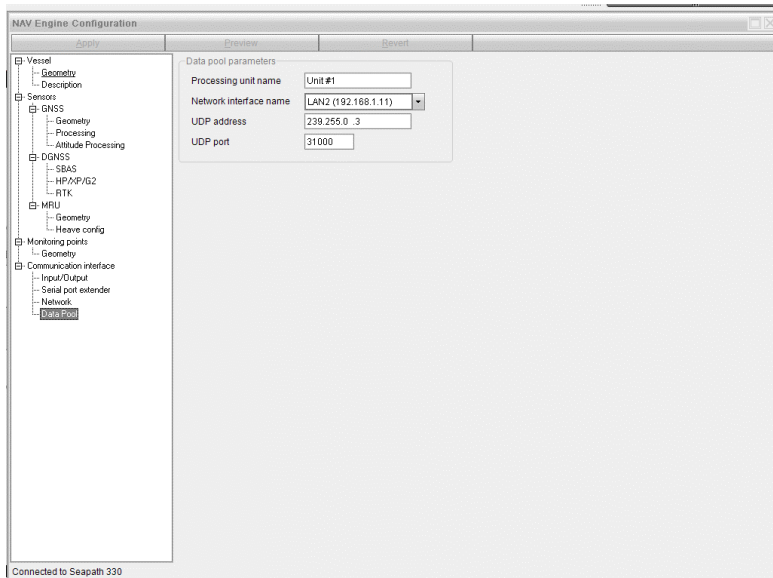 NAV Engine Configuration
Apply Preview Revert
Vessel
Geometry
Description
Sensors
GNSS
Geometry
Processing
Attitude Processing
DGNSS
SBAS
HP/XP/G2
RTK
MRU
Geometry
Heave config
Monitoring points
Geometry
Communication interface
Input/Output
Serial port extender
Network
Data Pool
Data pool parameters
Processing unit name Unit #1
Network interface name LAN2 (192.168.1.11)
UDP address 239.255.0 .3
UDP port 31000
Connected to Seapath 330